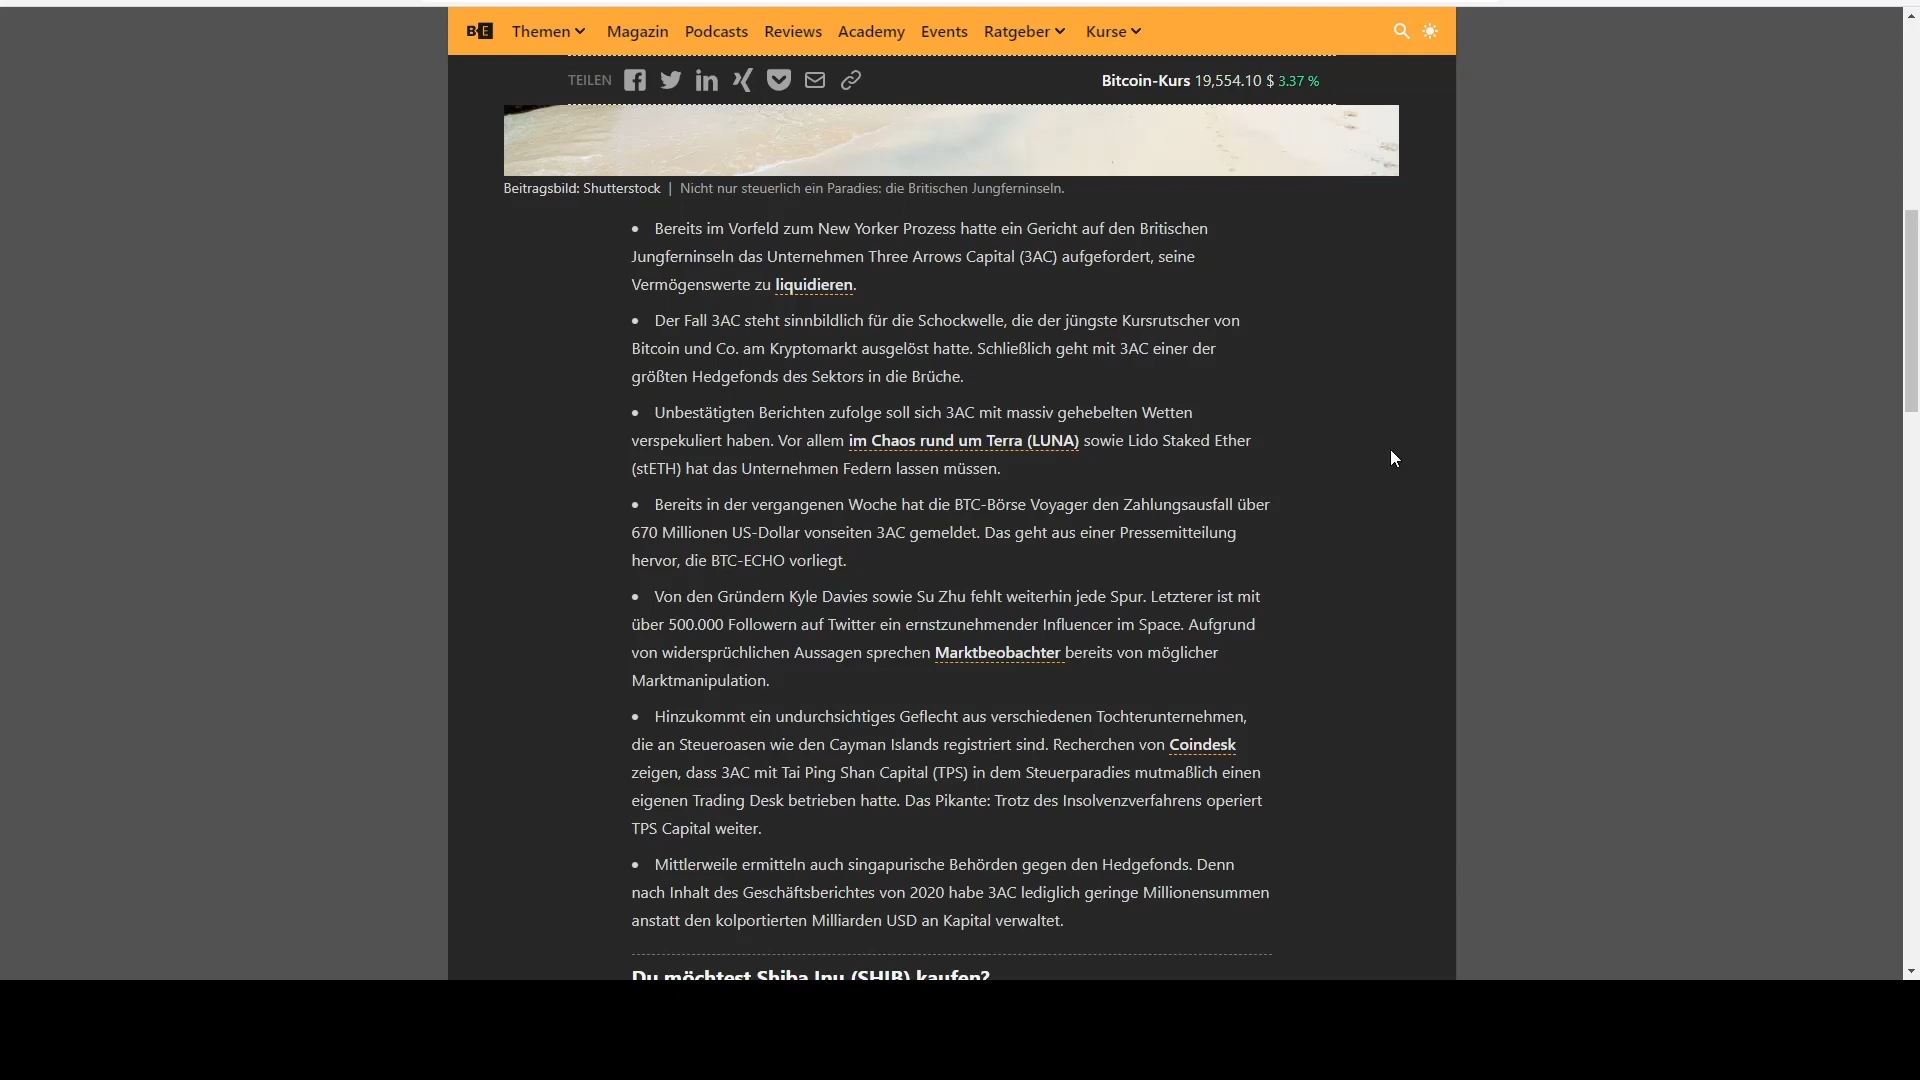 BE Themen Magazin Podcasts Reviews Academy Events Ratgeber Kurse
TEILEN Bitcoin-Kurs 19,554.10 $ 3.37 %
Beitragsbild: Shutterstock | Nicht nur steuerlich ein Paradies: die Britischen Jungferninseln.
• Bereits im Vorfeld zum New Yorker Prozess hatte ein Gericht auf den Britischen
Jungferninseln das Unternehmen Three Arrows Capital (3AC) aufgefordert, seine
Vermögenswerte zu liquidieren.
• Der Fall 3AC steht sinnbildlich für die Schockwelle, die der jüngste Kursrutscher von
Bitcoin und Co. am Kryptomarkt ausgelöst hatte. Schließlich geht mit 3AC einer der
größten Hedgefonds des Sektors in die Brüche.
• Unbestätigten Berichten zufolge soll sich 3AC mit massiv gehebelten Wetten
verspekuliert haben. Vor allem im Chaos rund um Terra (LUNA) sowie Lido Staked Ether
(stETH) hat das Unternehmen Federn lassen müssen.
• Bereits in der vergangenen Woche hat die BTC-Börse Voyager den Zahlungsausfall über
670 Millionen US-Dollar vonseiten 3AC gemeldet. Das geht aus einer Pressemitteilung
hervor, die BTC-ECHO vorliegt.
• Von den Gründern Kyle Davies sowie Su Zhu fehlt weiterhin jede Spur. Letzterer ist mit
über 500.000 Followern auf Twitter ein ernstzunehmender Influencer im Space. Aufgrund
von widersprüchlichen Aussagen sprechen Marktbeobachter bereits von möglicher
Marktmanipulation.
• Hinzukommt ein undurchsichtiges Geflecht aus verschiedenen Tochterunternehmen,
die an Steueroasen wie den Cayman Islands registriert sind. Recherchen von Coindesk
zeigen, dass 3AC mit Tai Ping Shan Capital (TPS) in dem Steuerparadies mutmaßlich einen
eigenen Trading Desk betrieben hatte. Das Pikante: Trotz des Insolvenzverfahrens operiert
TPS Capital weiter.
• Mittlerweile ermitteln auch singapurische Behörden gegen den Hedgefonds. Denn
nach Inhalt des Geschäftsberichtes von 2020 habe 3AC lediglich geringe Millionensummen
anstatt den kolportierten Milliarden USD an Kapital verwaltet.
Du möchtest Shiba Inu (SHIB) kaufen?